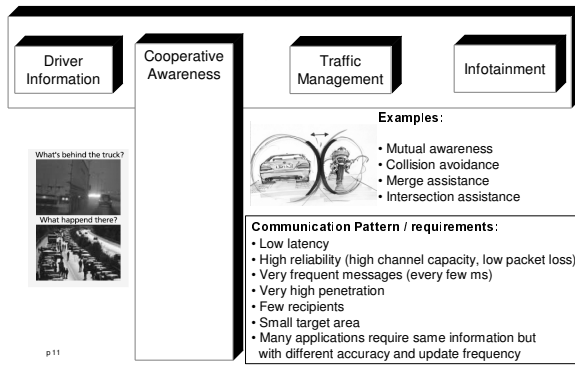 Driver
Information
Cooperative
Awareness
Traffic
Management
Infotainment
What's behind the truck?
What happend there?
Examples:
• Mutual awareness
• Collision avoidance
• Merge assistance
• Intersection assistance
Communication Pattern / requirements:
• Low latency
• High reliability (high channel capacity, low packet loss)
• Very frequent messages (every few ms)
• Very high penetration
• Few recipients
• Small target area
• Many applications require same information but
with different accuracy and update frequency
p11